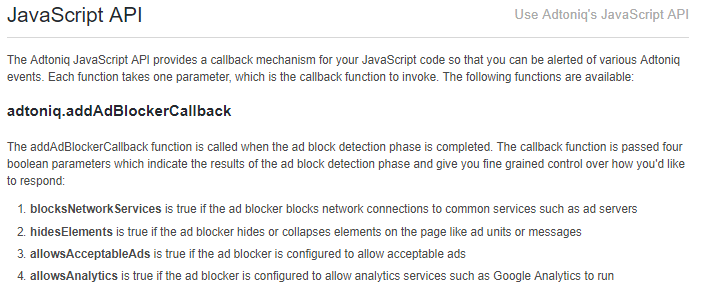 JavaScript API
Use Adtoniq's JavaScript API
The Adtoniq JavaScript API provides a callback mechanism for your JavaScript code so that you can be alerted of various Adtoniq
events. Each function takes one parameter, which is the callback function to invoke. The following functions are available:
adtoniq.addAdBlockerCallback
The addAdBlockerCallback function is called when the ad block detection phase is completed. The callback function is passed four
boolean parameters which indicate the results of the ad block detection phase and give you fine grained control over how you'd like
to respond:
1. blocksNetworkServices is true if the ad blocker blocks network connections to common services such as ad servers
2. hidesElements is true if the ad blocker hides or collapses elements on the page like ad units or messages
3. allowsAcceptableAds is true if the ad blocker is configured to allow acceptable ads
4. allowsAnalytics is true if the ad blocker is configured to allow analytics services such as Google Analytics to run